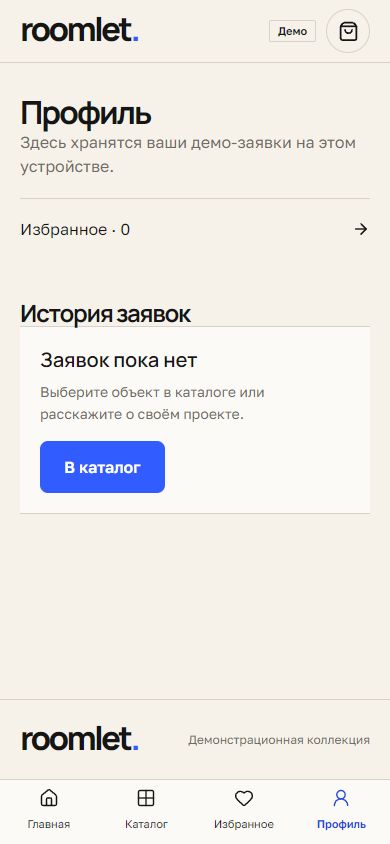 roomlet.
Демо
Профиль
Здесь хранятся ваши демо-заявки на этом
устройстве.
Избранное · 0
История заявок
Заявок пока нет
Выберите объект в каталоге или
расскажите о своём проекте.
В каталог
roomlet.
Демонстрационная коллекция
Главная
Каталог
Избранное
Профиль